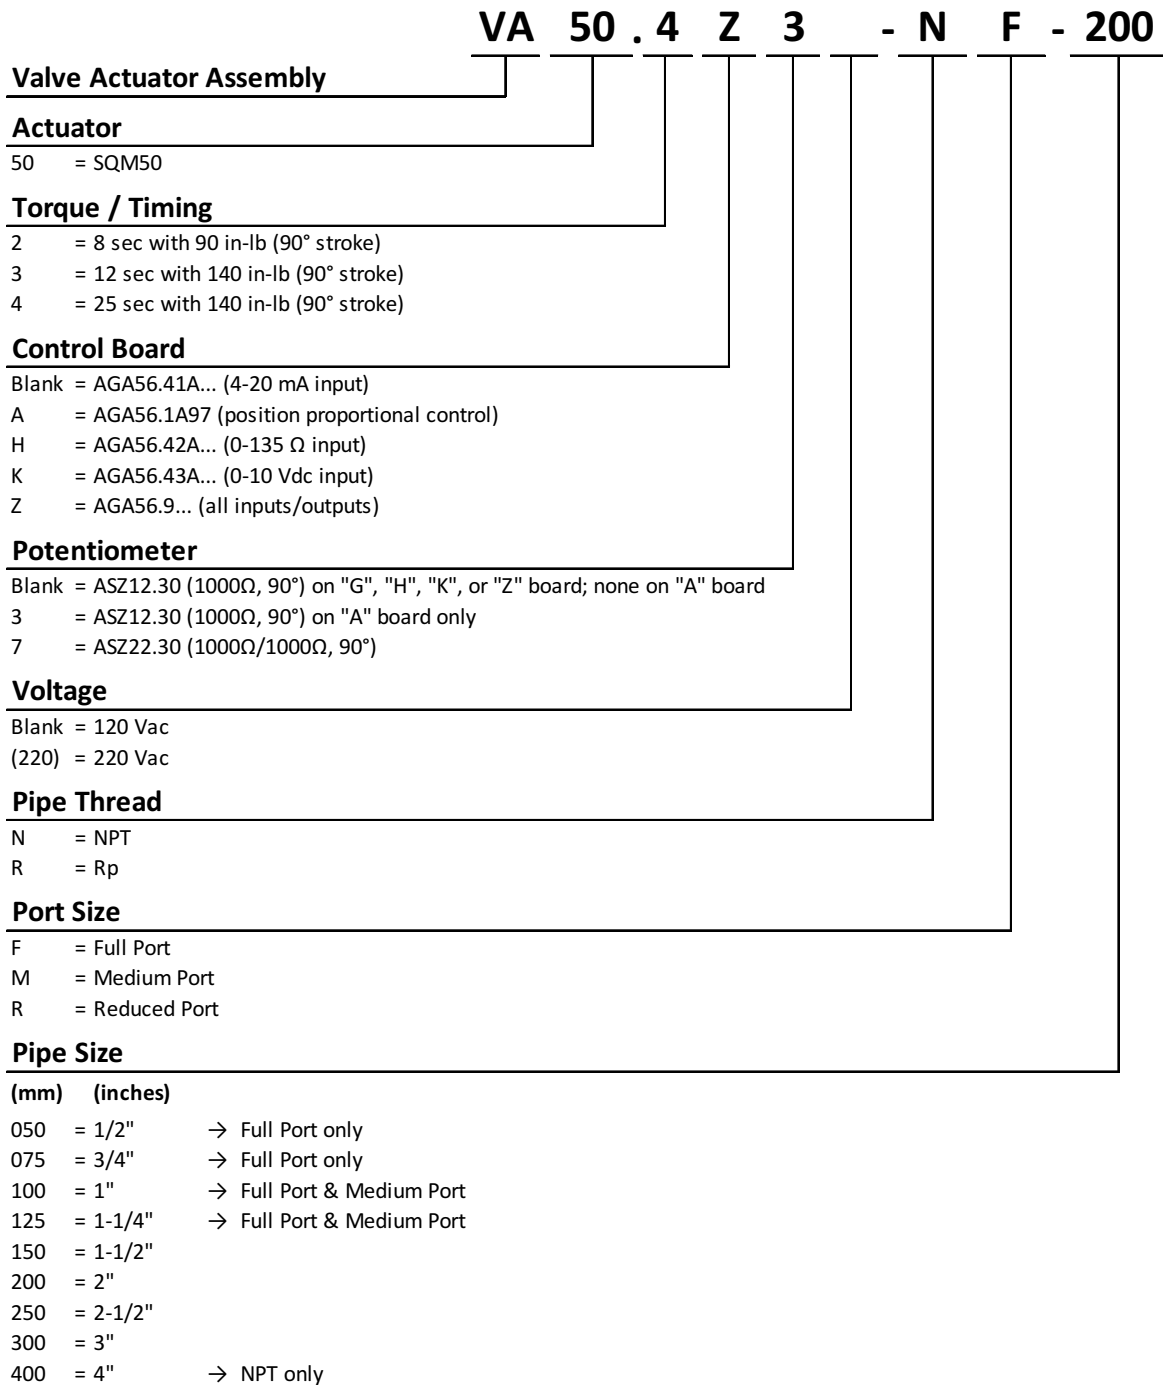 VA 50 . 4 Z 3 - N F - 200
Valve Actuator Assembly
Actuator
50 = SQM50
Torque / Timing
2 = 8 sec with 90 in-lb (90° stroke)
3 = 12 sec with 140 in-lb (90° stroke)
4 = 25 sec with 140 in-lb (90° stroke)
Control Board
Blank = AGA56.41A... (4-20 mA input)
A = AGA56.1A97 (position proportional control)
H = AGA56.42A... (0-135 Ω input)
K = AGA56.43A... (0-10 Vdc input)
Z = AGA56.9... (all inputs/outputs)
Potentiometer
Blank = ASZ12.30 (1000Ω, 90°) on "G", "H", "K", or "Z" board; none on "A" board
3 = ASZ12.30 (1000Ω, 90°) on "A" board only
7 = ASZ22.30 (1000Ω/1000Ω, 90°)
Voltage
Blank = 120 Vac
(220) = 220 Vac
Pipe Thread
N = NPT
R = Rp
Port Size
F = Full Port
M = Medium Port
R = Reduced Port
Pipe Size
(mm) (inches)
050 = 1/2" → Full Port only
075 = 3/4" → Full Port only
100 = 1" → Full Port & Medium Port
125 = 1-1/4" → Full Port & Medium Port
150 = 1-1/2"
200 = 2"
250 = 2-1/2"
300 = 3"
400 = 4" → NPT only